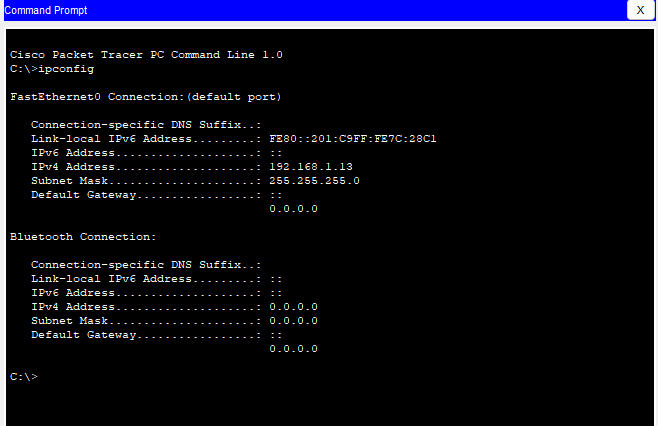 Command Prompt
X
Cisco Packet Tracer PC Command Line 1.0
C:\>ipconfig
FastEthernet0 Connection:(default port)
Connection-specific DNS Suffix..:
Link-local IPv6 Address.........: FE80::201:C9FF:FE7C:28C1
IPv6 Address....................: ::
IPv4 Address....................: 192.168.1.13
Subnet Mask.....................: 255.255.255.0
Default Gateway.................: ::
0.0.0.0
Bluetooth Connection:
Connection-specific DNS Suffix..:
Link-local IPv6 Address.........: ::
IPv6 Address....................: ::
IPv4 Address....................: 0.0.0.0
Subnet Mask.....................: 0.0.0.0
Default Gateway.................: ::
0.0.0.0
C:\>